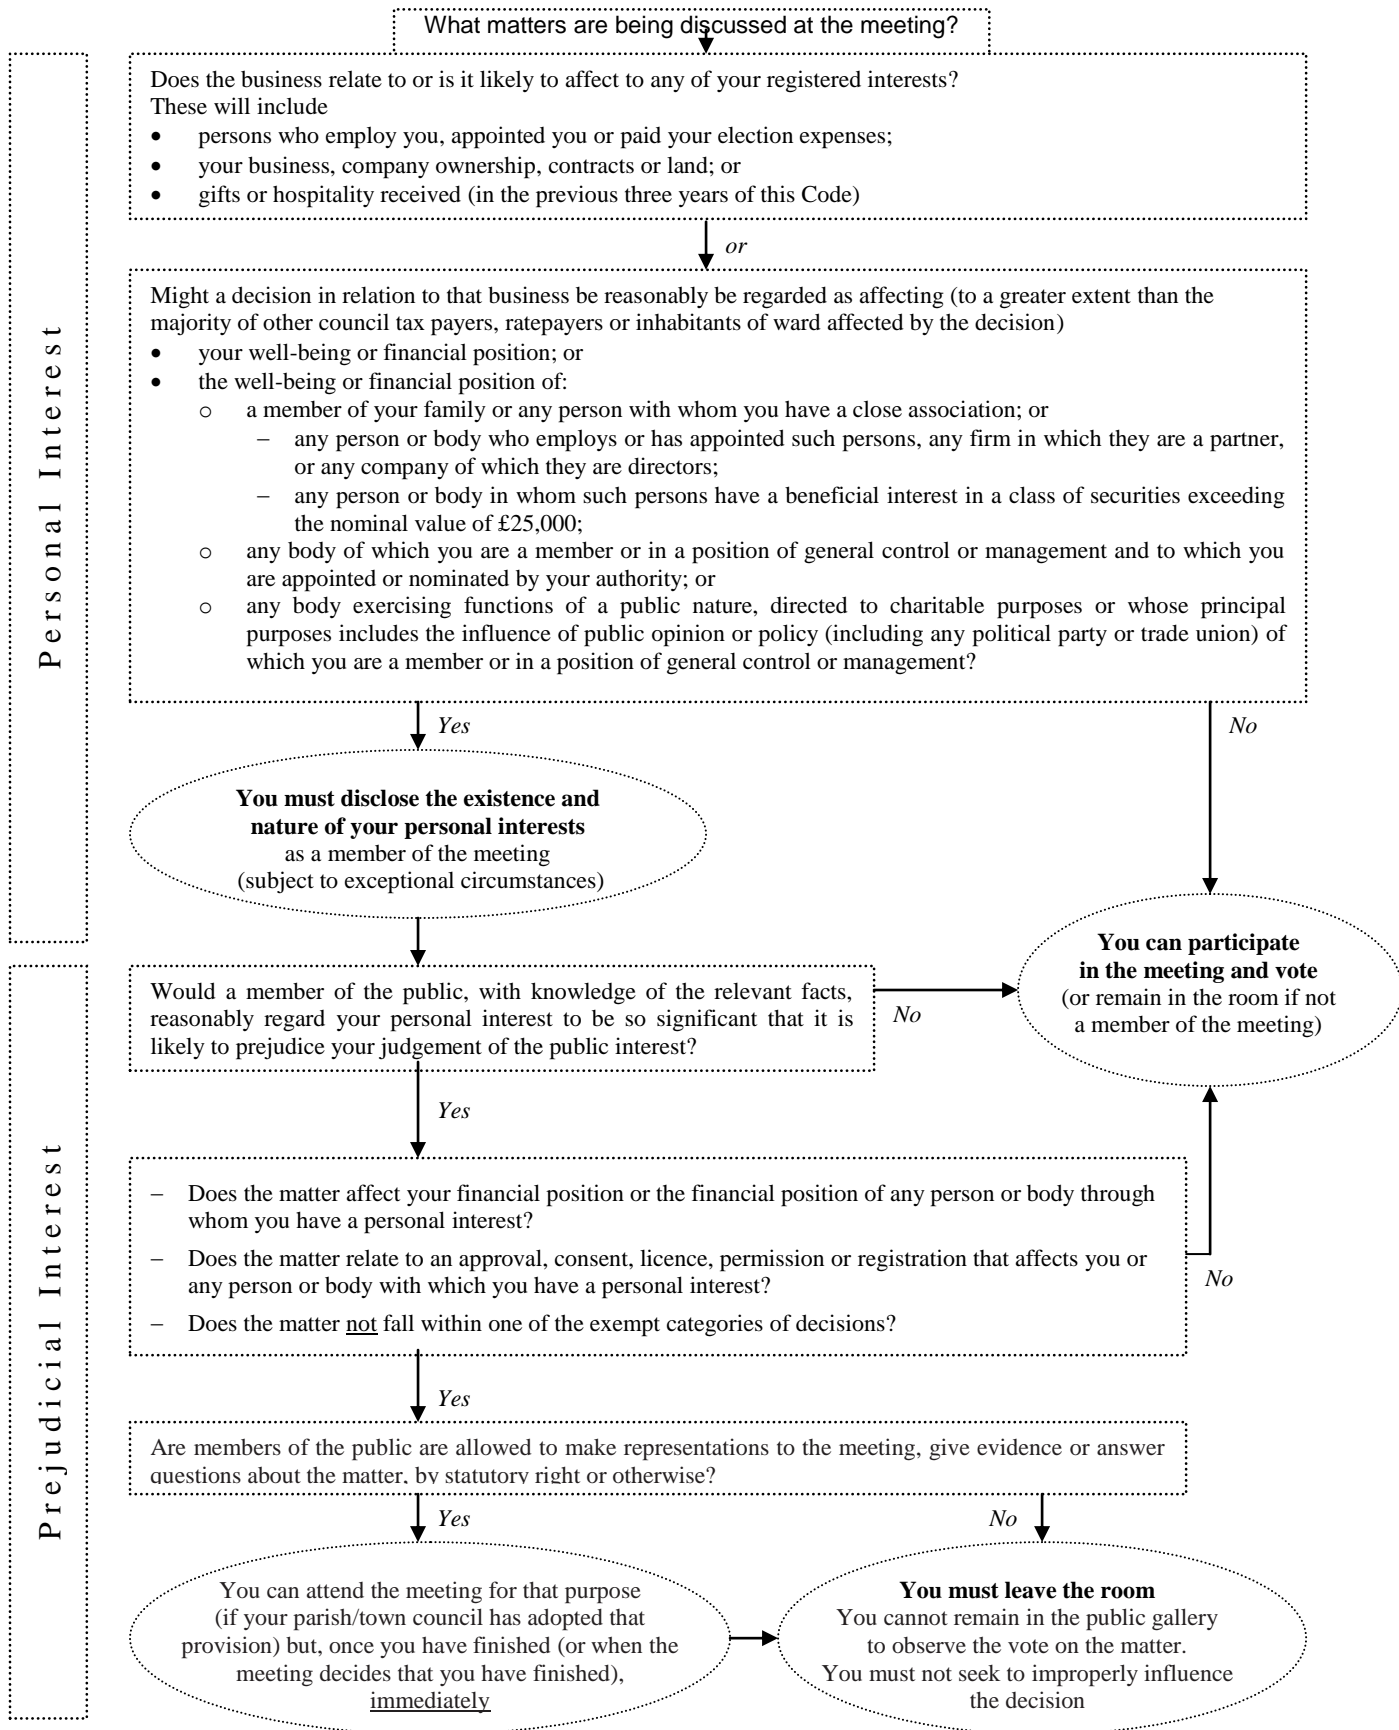 What matters are being discussed at the meeting?
Personal Interest
Does the business relate to or is it likely to affect to any of your registered interests?
These will include
• persons who employ you, appointed you or paid your election expenses;
• your business, company ownership, contracts or land; or
• gifts or hospitality received (in the previous three years of this Code)
or
Might a decision in relation to that business be reasonably be regarded as affecting (to a greater extent than the
majority of other council tax payers, ratepayers or inhabitants of ward affected by the decision)
• your well-being or financial position; or
• the well-being or financial position of:
o a member of your family or any person with whom you have a close association; or
– any person or body who employs or has appointed such persons, any firm in which they are a partner,
or any company of which they are directors;
– any person or body in whom such persons have a beneficial interest in a class of securities exceeding
the nominal value of £25,000;
o any body of which you are a member or in a position of general control or management and to which you
are appointed or nominated by your authority; or
o any body exercising functions of a public nature, directed to charitable purposes or whose principal
purposes includes the influence of public opinion or policy (including any political party or trade union) of
which you are a member or in a position of general control or management?
Yes
No
You must disclose the existence and
nature of your personal interests
as a member of the meeting
(subject to exceptional circumstances)
You can participate
in the meeting and vote
(or remain in the room if not
a member of the meeting)
Prejudicial Interest
Would a member of the public, with knowledge of the relevant facts,
reasonably regard your personal interest to be so significant that it is
likely to prejudice your judgement of the public interest?
No
Yes
– Does the matter affect your financial position or the financial position of any person or body through
whom you have a personal interest?
– Does the matter relate to an approval, consent, licence, permission or registration that affects you or
any person or body with which you have a personal interest?
– Does the matter not fall within one of the exempt categories of decisions?
No
Yes
Are members of the public are allowed to make representations to the meeting, give evidence or answer
questions about the matter, by statutory right or otherwise?
Yes
No
You can attend the meeting for that purpose
(if your parish/town council has adopted that
provision) but, once you have finished (or when the
meeting decides that you have finished),
immediately
You must leave the room
You cannot remain in the public gallery
to observe the vote on the matter.
You must not seek to improperly influence
the decision